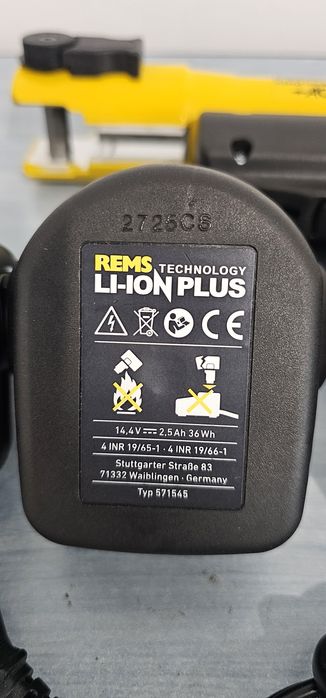 2725CS
REMS TECHNOLOGY
LI-ION PLUS
CE
14,4V ⎓ 2,5Ah 36Wh
4 INR 19/65-1 · 4 INR 19/66-1
Stuttgarter Straße 83
71332 Waiblingen · Germany
Typ 571545